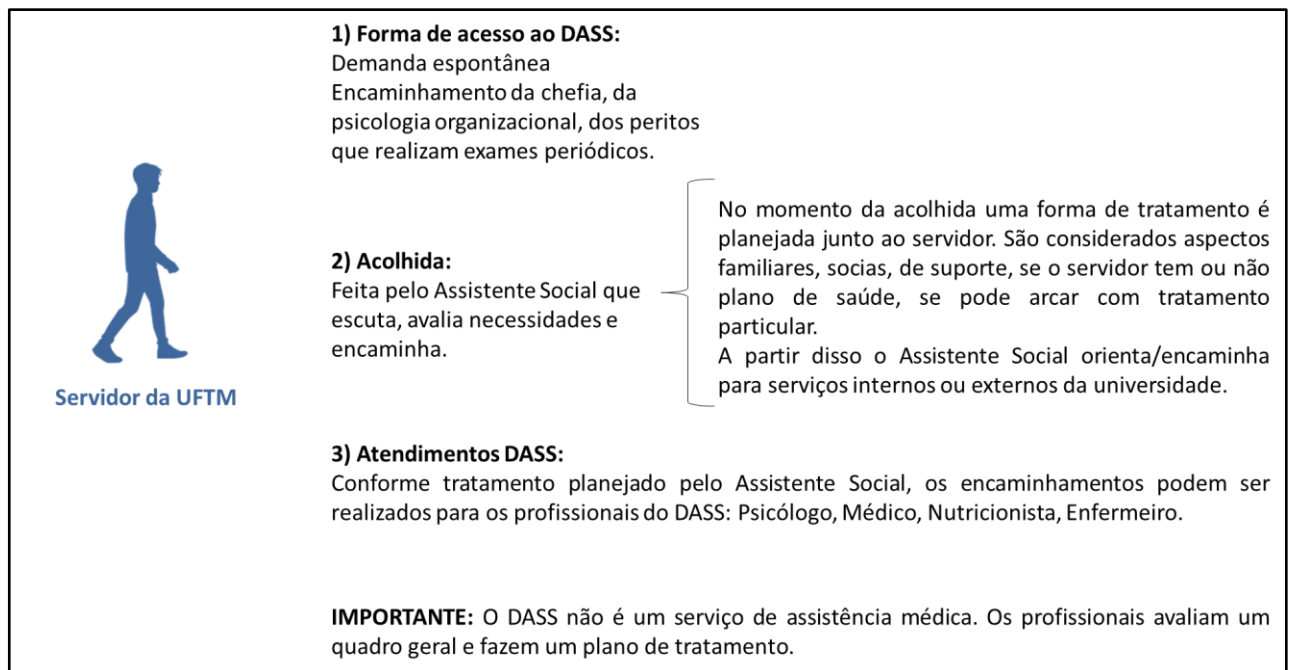 1) Forma de acesso ao DASS:
Demanda espontânea
Encaminhamento da chefia, da
psicologia organizacional, dos peritos
que realizam exames periódicos.
2) Acolhida:
Feita pelo Assistente Social que
escuta, avalia necessidades e
encaminha.
No momento da acolhida uma forma de tratamento é
planejada junto ao servidor. São considerados aspectos
familiares, socias, de suporte, se o servidor tem ou não
plano de saúde, se pode arcar com tratamento
particular.
A partir disso o Assistente Social orienta/encaminha
para serviços internos ou externos da universidade.
Servidor da UFTM
3) Atendimentos DASS:
Conforme tratamento planejado pelo Assistente Social, os encaminhamentos podem ser
realizados para os profissionais do DASS: Psicólogo, Médico, Nutricionista, Enfermeiro.
IMPORTANTE: O DASS não é um serviço de assistência médica. Os profissionais avaliam um
quadro geral e fazem um plano de tratamento.